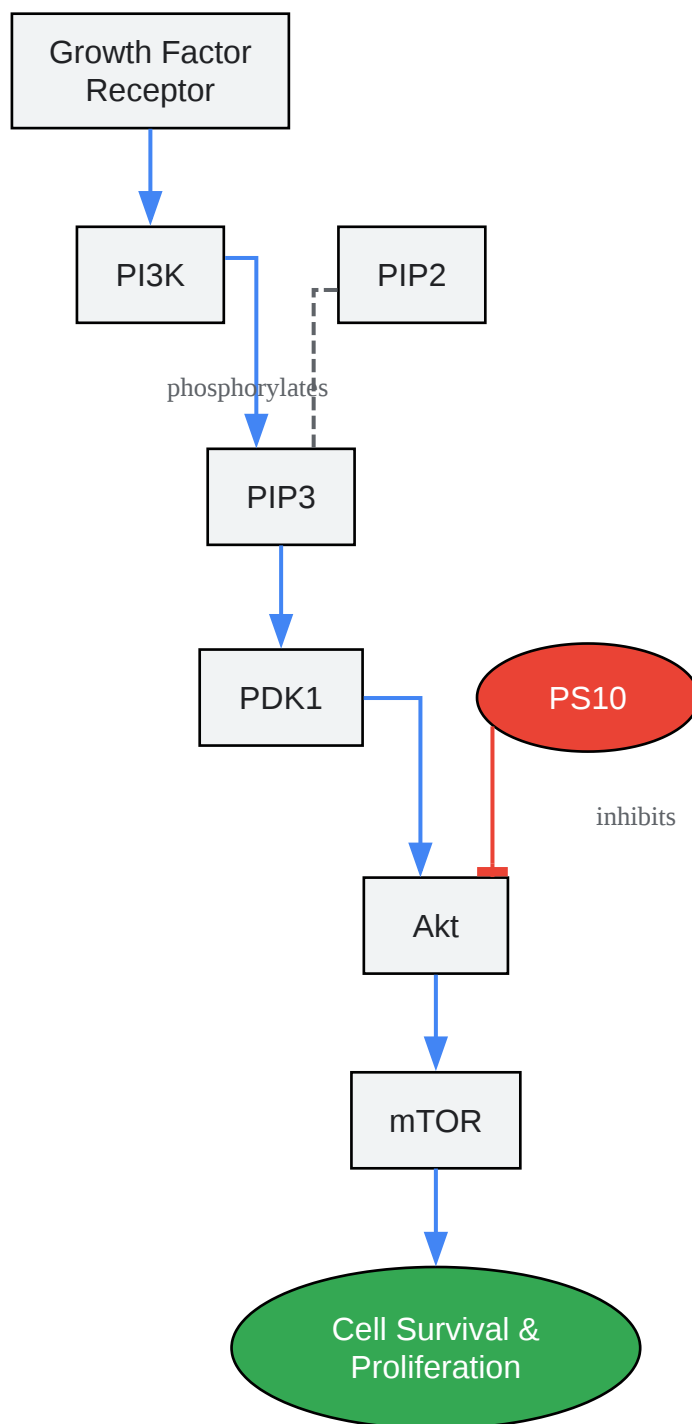 Growth Factor
Receptor
PI3K
PIP2
phosphorylates
PIP3
PDK1
PS10
inhibits
Akt
mTOR
Cell Survival &
Proliferation